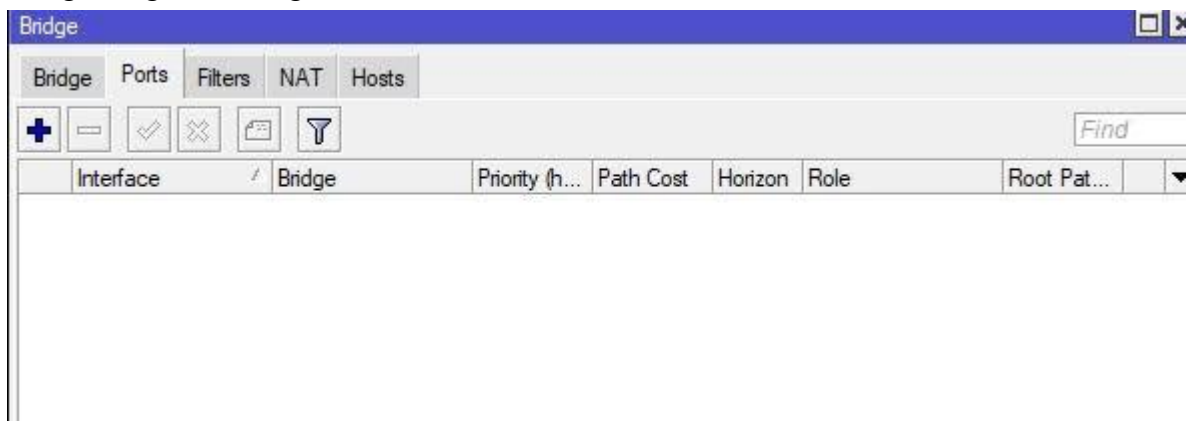 Bridge
Bridge Ports Filters NAT Hosts
Find
Interface Bridge Priority (h... Path Cost Horizon Role Root Pat...